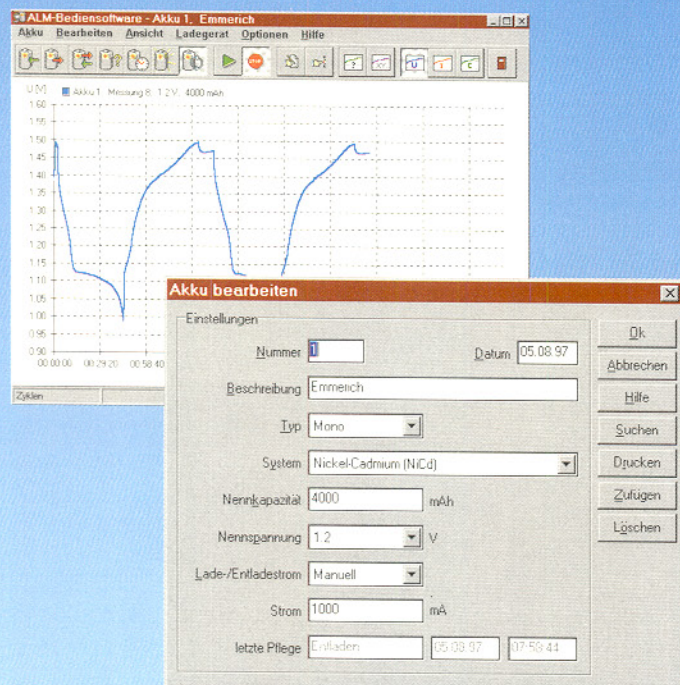 ALM-Bediensoftware - Akku 1, Emmerich
Akku Bearbeiten Ansicht Ladegerät Optionen Hilfe
STOP
? U I C
U [V] Akku 1 Messung 8: 1.2 V, 4000 mAh
1.60
1.55
1.50
1.45
1.40
1.35
1.30
1.25
1.20
1.15
1.10
1.05
1.00
0.95
0.90
00:00:00 00:29:20 00:58:40
Zyklen
Akku bearbeiten
Einstellungen
Nummer 1 Datum 05.08.97
Beschreibung Emmerich
Typ Mono
System Nickel-Cadmium (NiCd)
Nennkapazität 4000 mAh
Nennspannung 1.2 V
Lade-/Entladestrom Manuell
Strom 1000 mA
letzte Pflege Entladen 05.08.97 07:58:44
Ok
Abbrechen
Hilfe
Suchen
Drucken
Zufügen
Löschen